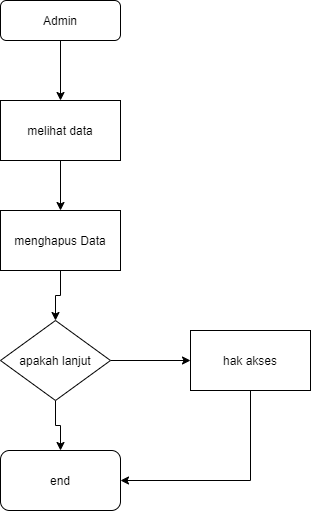 Admin
melihat data
menghapus Data
apakah lanjut
hak akses
end